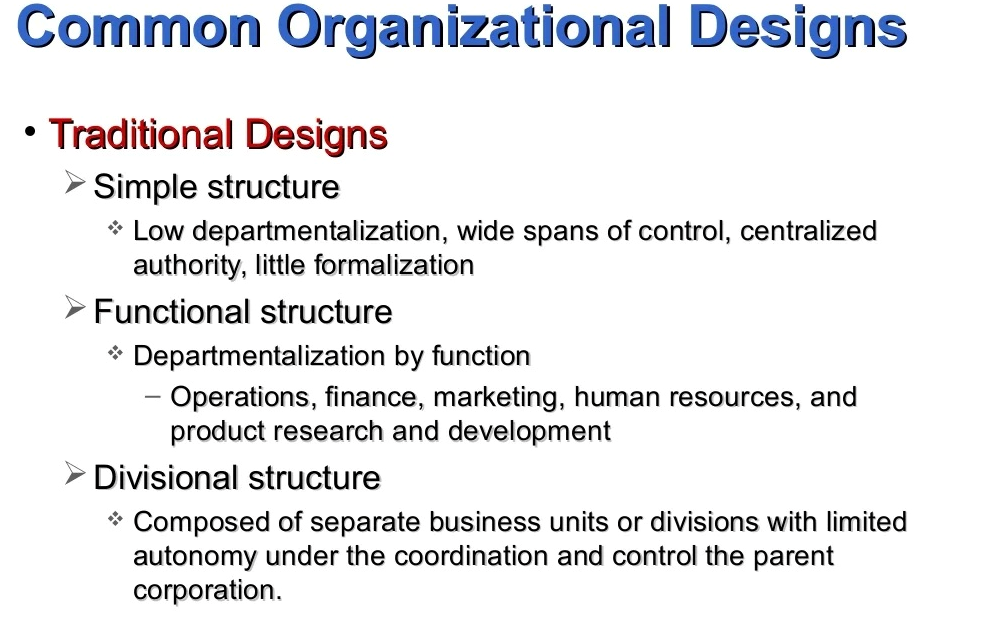 Common Organizational Designs
• Traditional Designs
➢ Simple structure
❖ Low departmentalization, wide spans of control, centralized
authority, little formalization
➢ Functional structure
❖ Departmentalization by function
– Operations, finance, marketing, human resources, and
product research and development
➢ Divisional structure
❖ Composed of separate business units or divisions with limited
autonomy under the coordination and control the parent
corporation.